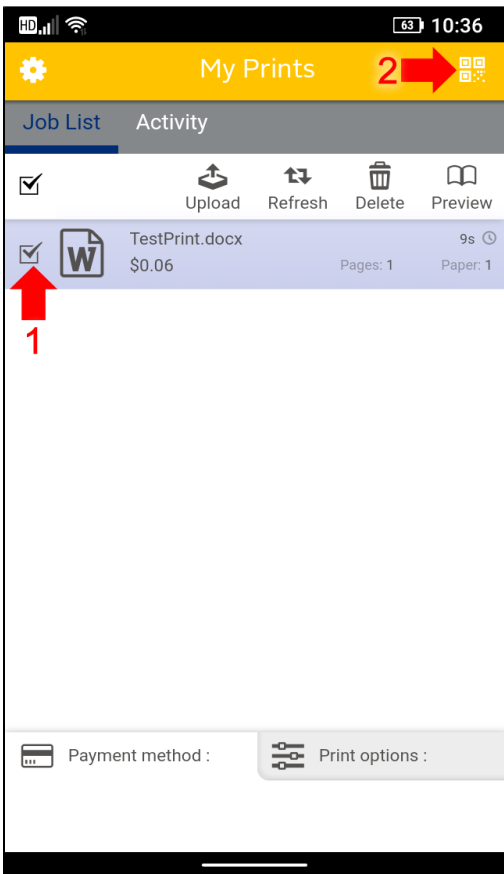 HD 63 10:36
My Prints 2
Job List Activity
Upload Refresh Delete Preview
W TestPrint.docx 9s
$0.06 Pages: 1 Paper: 1
1
Payment method : Print options :